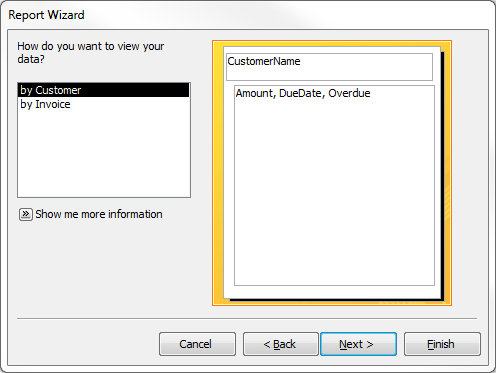 Report Wizard
How do you want to view your
data?
by Customer
by Invoice
Show me more information
CustomerName
Amount, DueDate, Overdue
Cancel
< Back
Next >
Finish